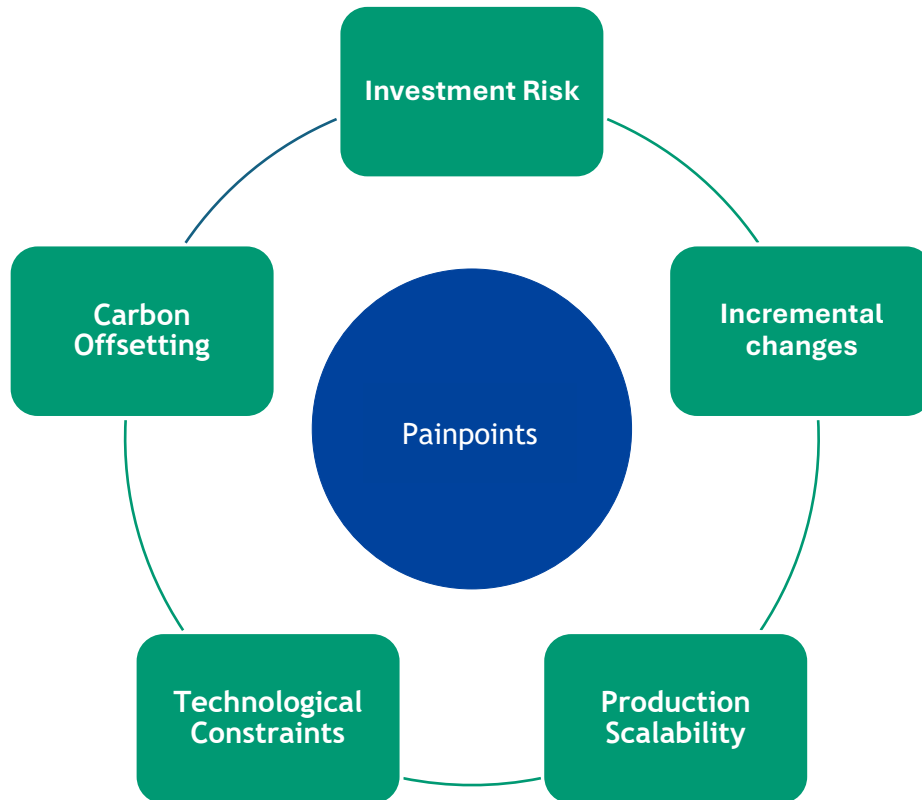 Investment Risk
Carbon
Offsetting
Incremental
changes
Painpoints
Technological
Constraints
Production
Scalability